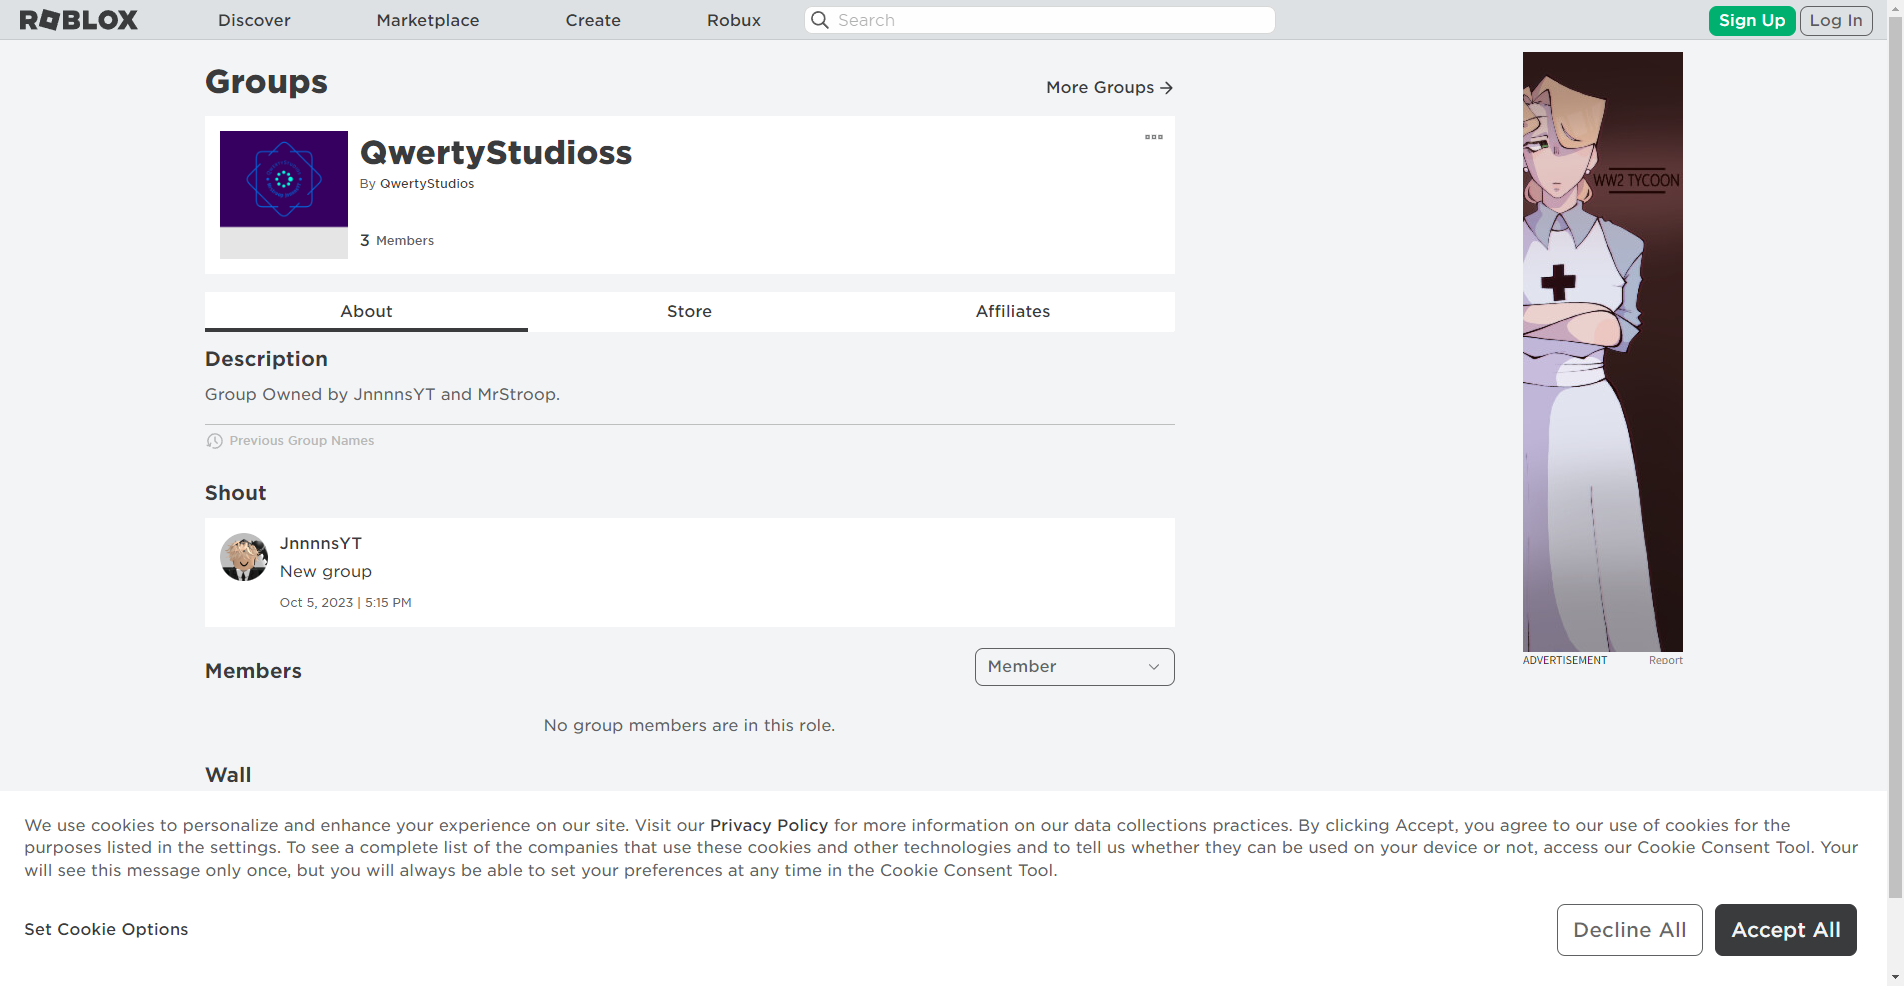 ROBLOX
Discover
Marketplace
Create
Robux
Search
Sign Up
Log In
Groups
More Groups
QwertyStudioss
By QwertyStudios
3 Members
About
Store
Affiliates
Description
Group Owned by JnnnnsYT and MrStroop.
Previous Group Names
Shout
JnnnnsYT
New group
Oct 5, 2023 | 5:15 PM
Members
Member
No group members are in this role.
Wall
WW2 TYCOON
ADVERTISEMENT
Report
We use cookies to personalize and enhance your experience on our site. Visit our Privacy Policy for more information on our data collections practices. By clicking Accept, you agree to our use of cookies for the
purposes listed in the settings. To see a complete list of the companies that use these cookies and other technologies and to tell us whether they can be used on your device or not, access our Cookie Consent Tool. Your
will see this message only once, but you will always be able to set your preferences at any time in the Cookie Consent Tool.
Set Cookie Options
Decline All
Accept All